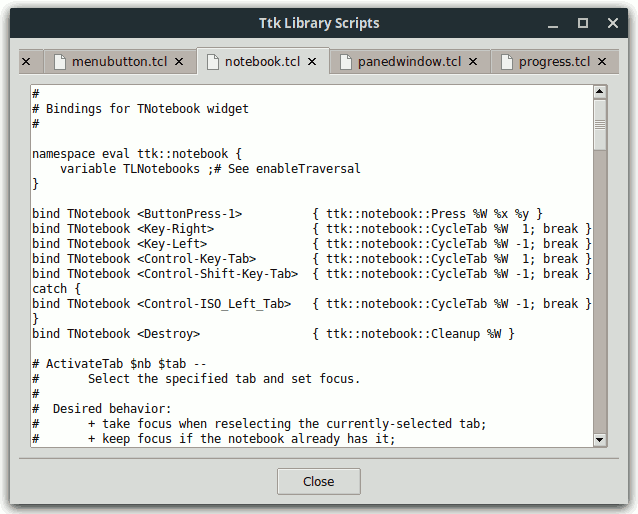 Ttk Library Scripts
menubutton.tcl
notebook.tcl
panedwindow.tcl
progress.tcl
#
# Bindings for TNotebook widget
#
namespace eval ttk::notebook {
    variable TLNotebooks ;# See enableTraversal
}
bind TNotebook <ButtonPress-1>          { ttk::notebook::Press %W %x %y }
bind TNotebook <Key-Right>              { ttk::notebook::CycleTab %W  1; break }
bind TNotebook <Key-Left>               { ttk::notebook::CycleTab %W -1; break }
bind TNotebook <Control-Key-Tab>        { ttk::notebook::CycleTab %W  1; break }
bind TNotebook <Control-Shift-Key-Tab>  { ttk::notebook::CycleTab %W -1; break }
catch {
bind TNotebook <Control-ISO_Left_Tab>   { ttk::notebook::CycleTab %W -1; break }
}
bind TNotebook <Destroy>                { ttk::notebook::Cleanup %W }
# ActivateTab $nb $tab --
#       Select the specified tab and set focus.
#
#  Desired behavior:
#       + take focus when reselecting the currently-selected tab;
#       + keep focus if the notebook already has it;
Close